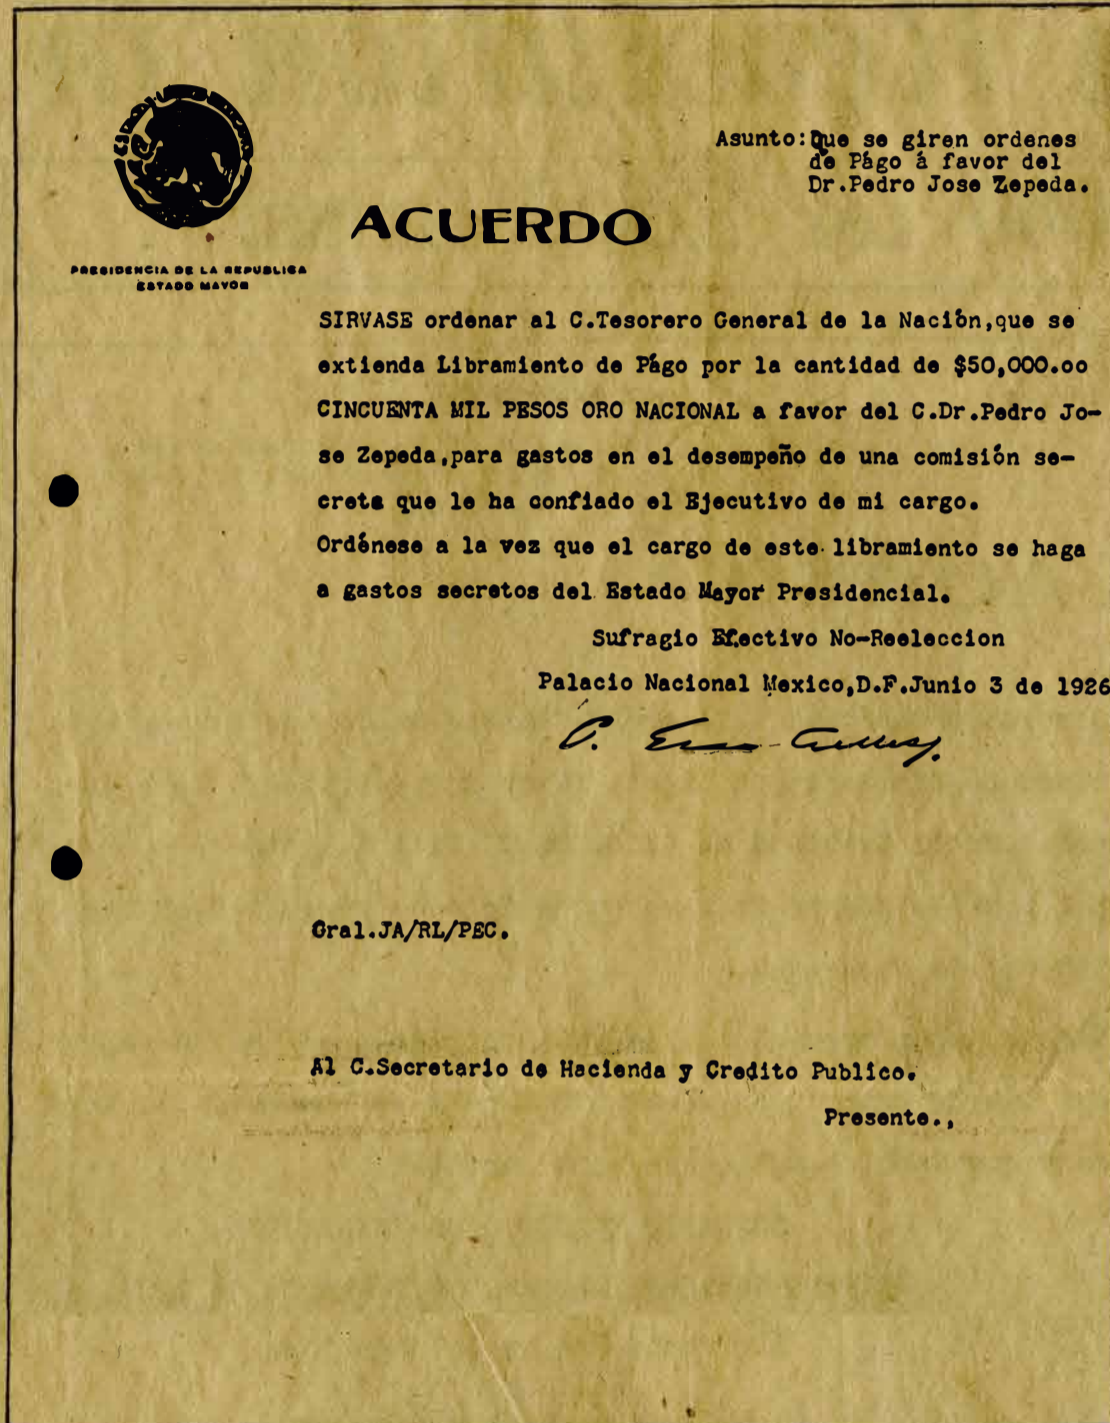 Asunto:Que se giren ordenes
de Págo á favor del
Dr.Pedro Jose Zepeda.
ACUERDO
PRESIDENCIA DE LA REPUBLICA
ESTADO MAYOR
SIRVASE ordenar al C.Tesorero General de la Nación,que se
extienda Libramiento de Págo por la cantidad de $50,000.oo
CINCUENTA MIL PESOS ORO NACIONAL a favor del C.Dr.Pedro Jo-
se Zepeda,para gastos en el desempeño de una comisión se-
creta que le ha confiado el Ejecutivo de mi cargo.
Ordénese a la vez que el cargo de este libramiento se haga
a gastos secretos del Estado Mayor Presidencial.
Sufragio Efectivo No-Reeleccion
Palacio Nacional Mexico,D.F.Junio 3 de 1926
Gral.JA/RL/PEC.
Al C.Secretario de Hacienda y Credito Publico.
Presente.,